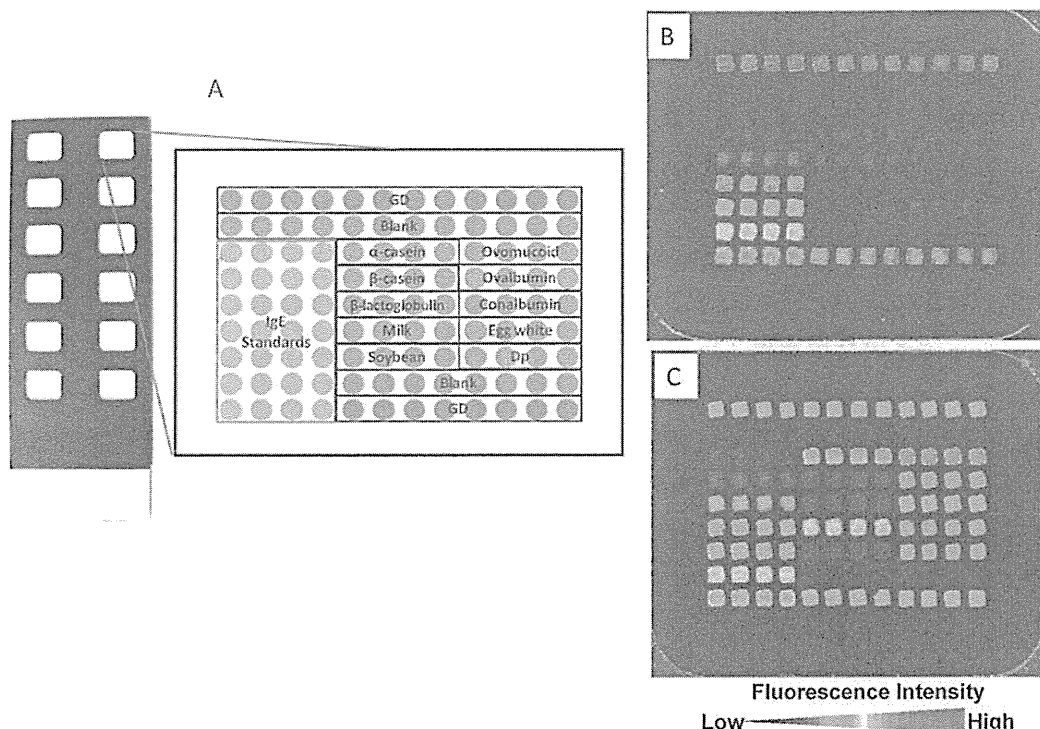 A
GD
Blank
IgE
Standards
α-casein
Ovomucoid
β-casein
Ovalbumin
β-lactoglobulin
Conalbumin
Milk
Egg white
Soybean
Dp
Blank
GD
B
C
Fluorescence Intensity
Low
High